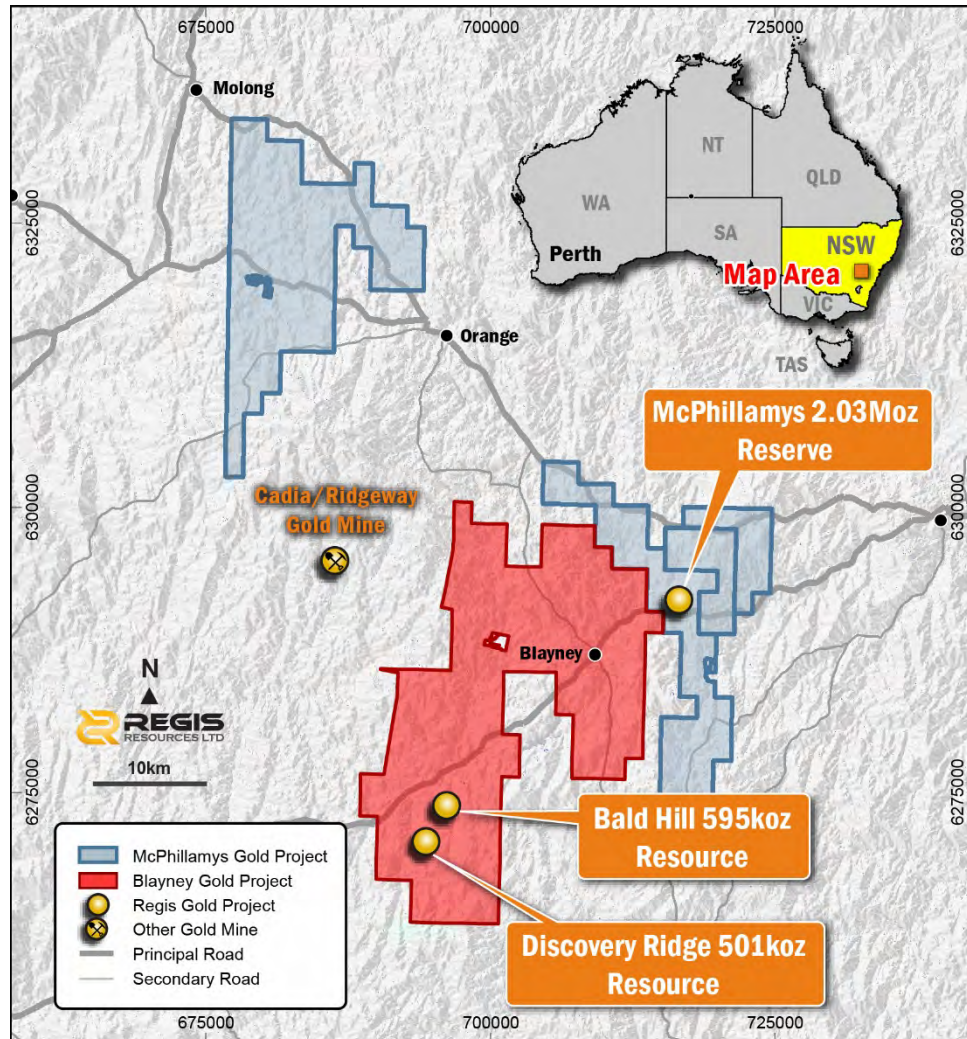 675000
700000
725000
Molong
NT
QLD
WA
SA
NSW
Perth
Map Area
VIC
TAS
6325000
6325000
Orange
McPhillamys 2.03Moz
Reserve
Cadia/Ridgeway
Gold Mine
6300000
6300000
Blayney
N
REGIS
RESOURCES LTD
10km
6275000
6275000
Bald Hill 595koz
Resource
Discovery Ridge 501koz
Resource
McPhillamys Gold Project
Blayney Gold Project
Regis Gold Project
Other Gold Mine
Principal Road
Secondary Road
675000
700000
725000